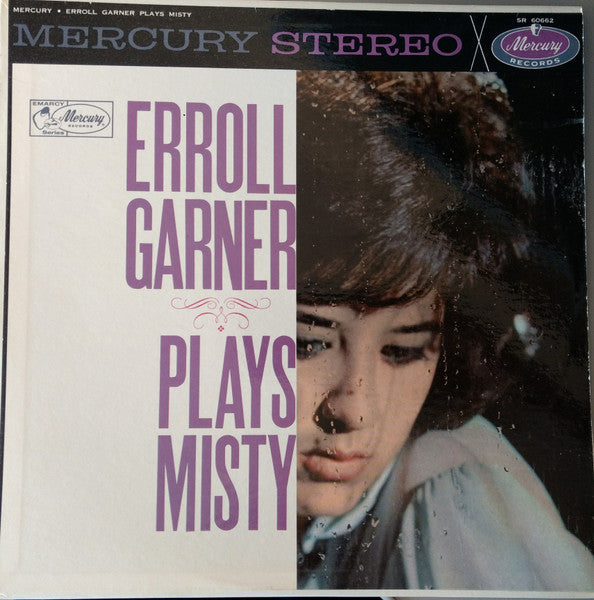 MERCURY • ERROLL GARNER PLAYS MISTY
SR 60662
MERCURY STEREO
Mercury
RECORDS
EMARCY
Mercury
RECORDS
Series
ERROLL
GARNER
PLAYS
MISTY